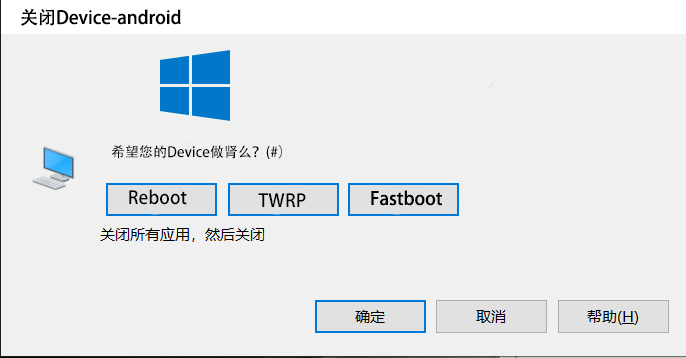 关闭Device-android
希望您的Device做肾么？(#)
Reboot
TWRP
Fastboot
关闭所有应用，然后关闭
确定
取消
帮助(H)